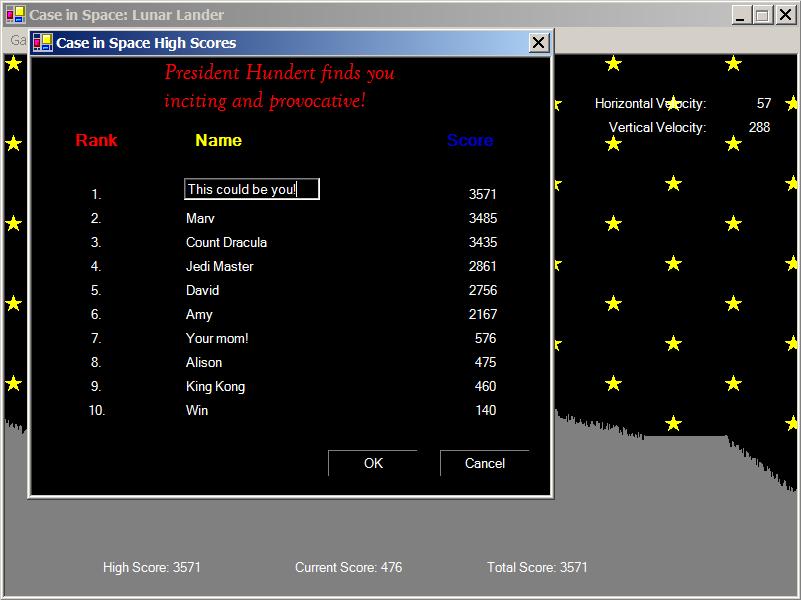 Case in Space: Lunar Lander
Ga
Case in Space High Scores
President Hundert finds you
inciting and provocative!
Rank Name Score
1. This could be you! 3571
2. Marv 3485
3. Count Dracula 3435
4. Jedi Master 2861
5. David 2756
6. Amy 2167
7. Your mom! 576
8. Alison 475
9. King Kong 460
10. Win 140
OK Cancel
Horizontal Velocity: 57
Vertical Velocity: 288
High Score: 3571 Current Score: 476 Total Score: 3571